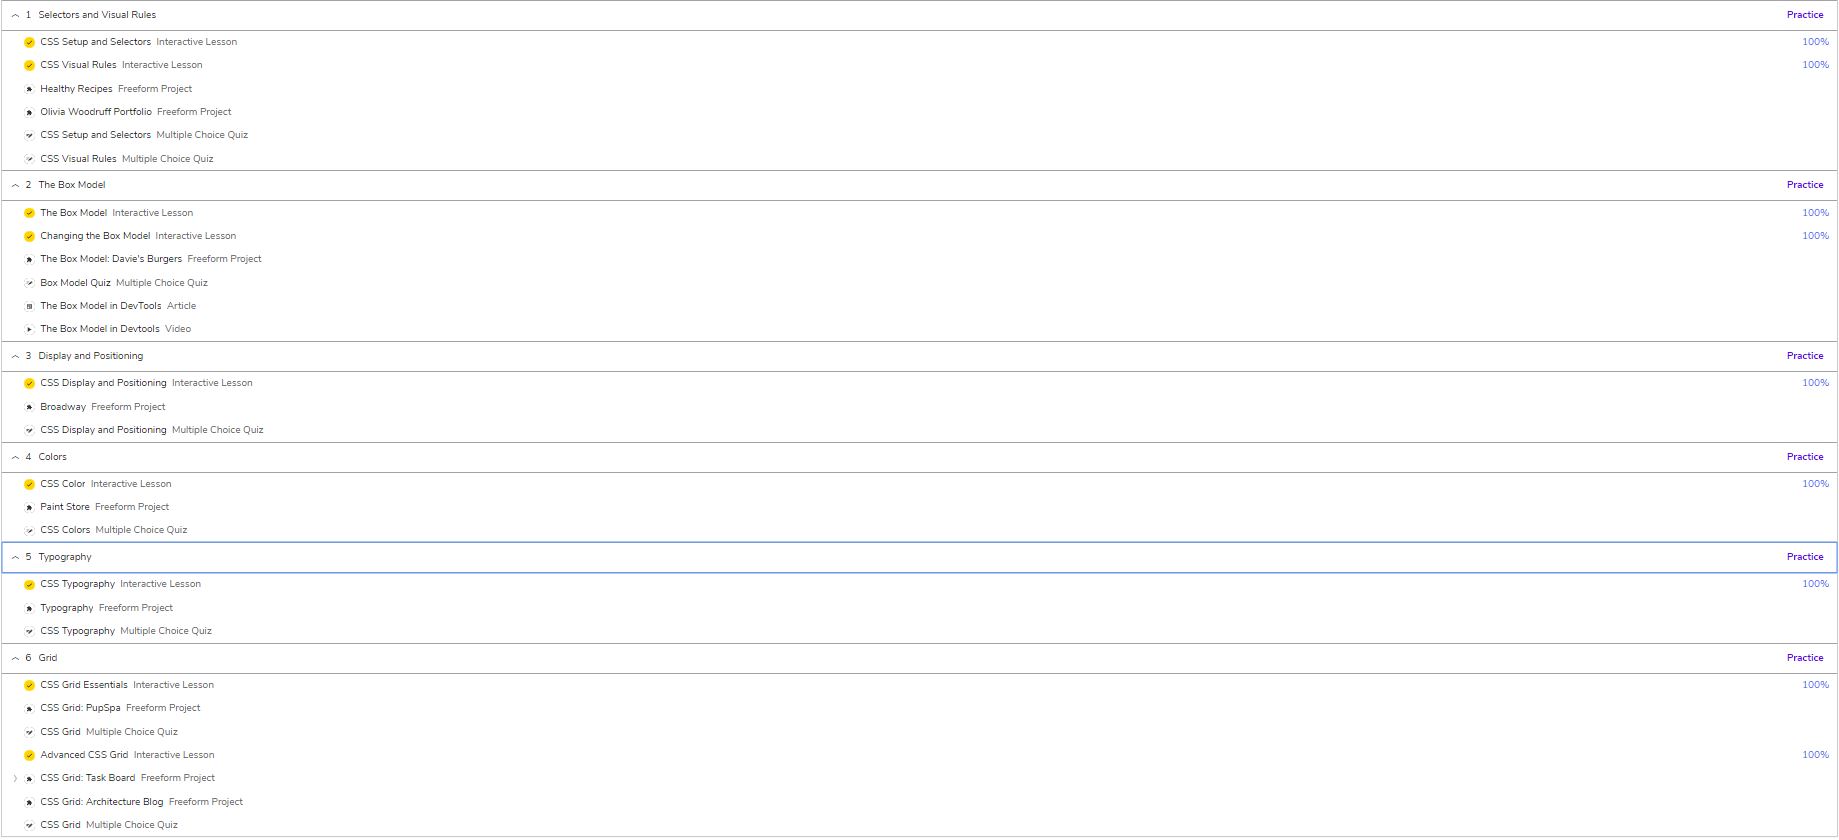 1 Selectors and Visual Rules Practice
CSS Setup and Selectors Interactive Lesson 100%
CSS Visual Rules Interactive Lesson 100%
Healthy Recipes Freeform Project
Olivia Woodruff Portfolio Freeform Project
CSS Setup and Selectors Multiple Choice Quiz
CSS Visual Rules Multiple Choice Quiz
2 The Box Model Practice
The Box Model Interactive Lesson 100%
Changing the Box Model Interactive Lesson 100%
The Box Model: Davie's Burgers Freeform Project
Box Model Quiz Multiple Choice Quiz
The Box Model in DevTools Article
The Box Model in Devtools Video
3 Display and Positioning Practice
CSS Display and Positioning Interactive Lesson 100%
Broadway Freeform Project
CSS Display and Positioning Multiple Choice Quiz
4 Colors Practice
CSS Color Interactive Lesson 100%
Paint Store Freeform Project
CSS Colors Multiple Choice Quiz
5 Typography Practice
CSS Typography Interactive Lesson 100%
Typography Freeform Project
CSS Typography Multiple Choice Quiz
6 Grid Practice
CSS Grid Essentials Interactive Lesson 100%
CSS Grid: PupSpa Freeform Project
CSS Grid Multiple Choice Quiz
Advanced CSS Grid Interactive Lesson 100%
CSS Grid: Task Board Freeform Project
CSS Grid: Architecture Blog Freeform Project
CSS Grid Multiple Choice Quiz